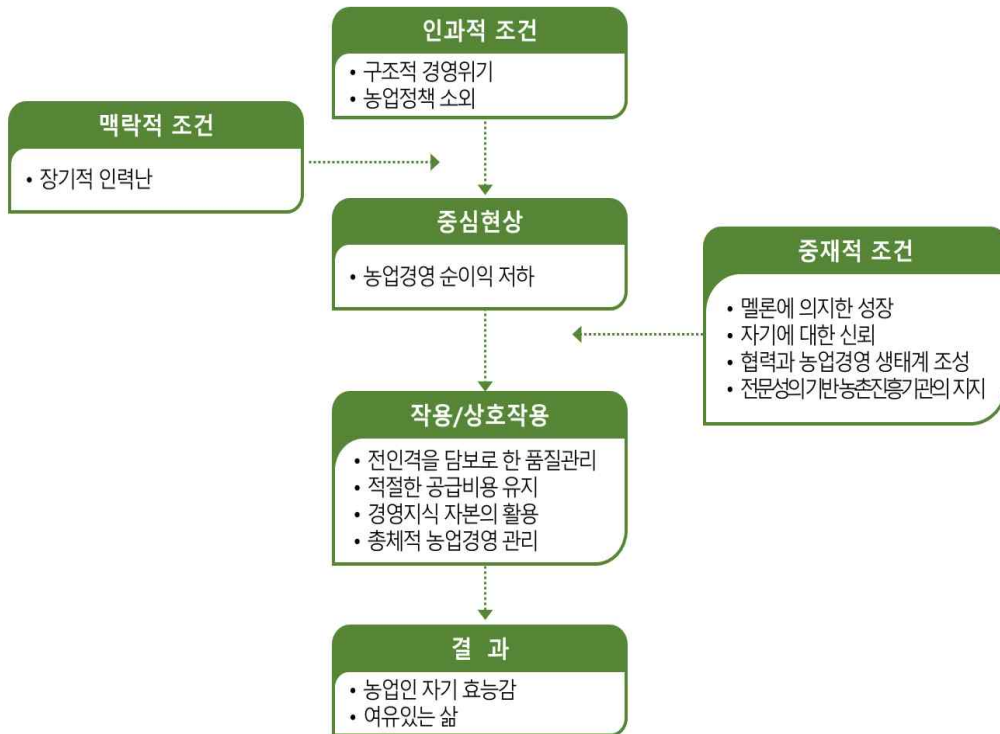 인과적 조건
• 구조적 경영위기
• 농업정책 소외
맥락적 조건
• 장기적 인력난
중심현상
• 농업경영 순이익 저하
중재적 조건
• 멜론에 의지한 성장
• 자기에 대한 신뢰
• 협력과 농업경영 생태계 조성
• 전문성의 기반 농촌진흥기관의 지지
작용/상호작용
• 전인격을 담보로 한 품질관리
• 적절한 공급비용 유지
• 경영지식 자본의 활용
• 총체적 농업경영 관리
결 과
• 농업인 자기 효능감
• 여유있는 삶